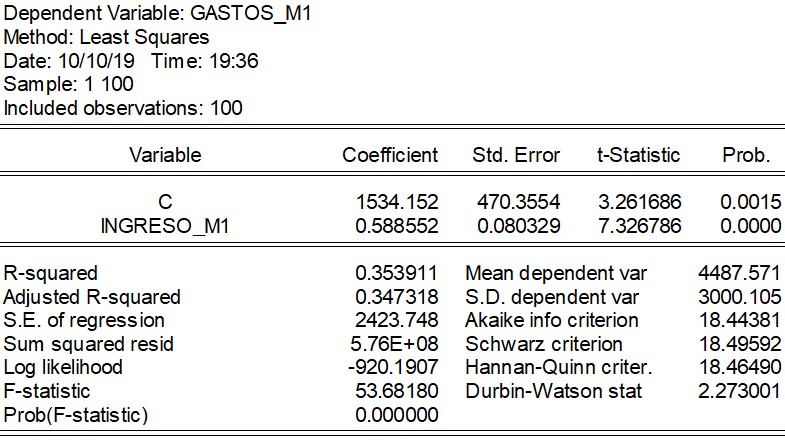 Dependent Variable: GASTOS_M1
Method: Least Squares
Date: 10/10/19 Time: 19:36
Sample: 1 100
Included observations: 100
Variable Coefficient Std. Error t-Statistic Prob.
C 1534.152 470.3554 3.261686 0.0015
INGRESO_M1 0.588552 0.080329 7.326786 0.0000
R-squared 0.353911 Mean dependent var 4487.571
Adjusted R-squared 0.347318 S.D. dependent var 3000.105
S.E. of regression 2423.748 Akaike info criterion 18.44381
Sum squared resid 5.76E+08 Schwarz criterion 18.49592
Log likelihood -920.1907 Hannan-Quinn criter. 18.46490
F-statistic 53.68180 Durbin-Watson stat 2.273001
Prob(F-statistic) 0.000000